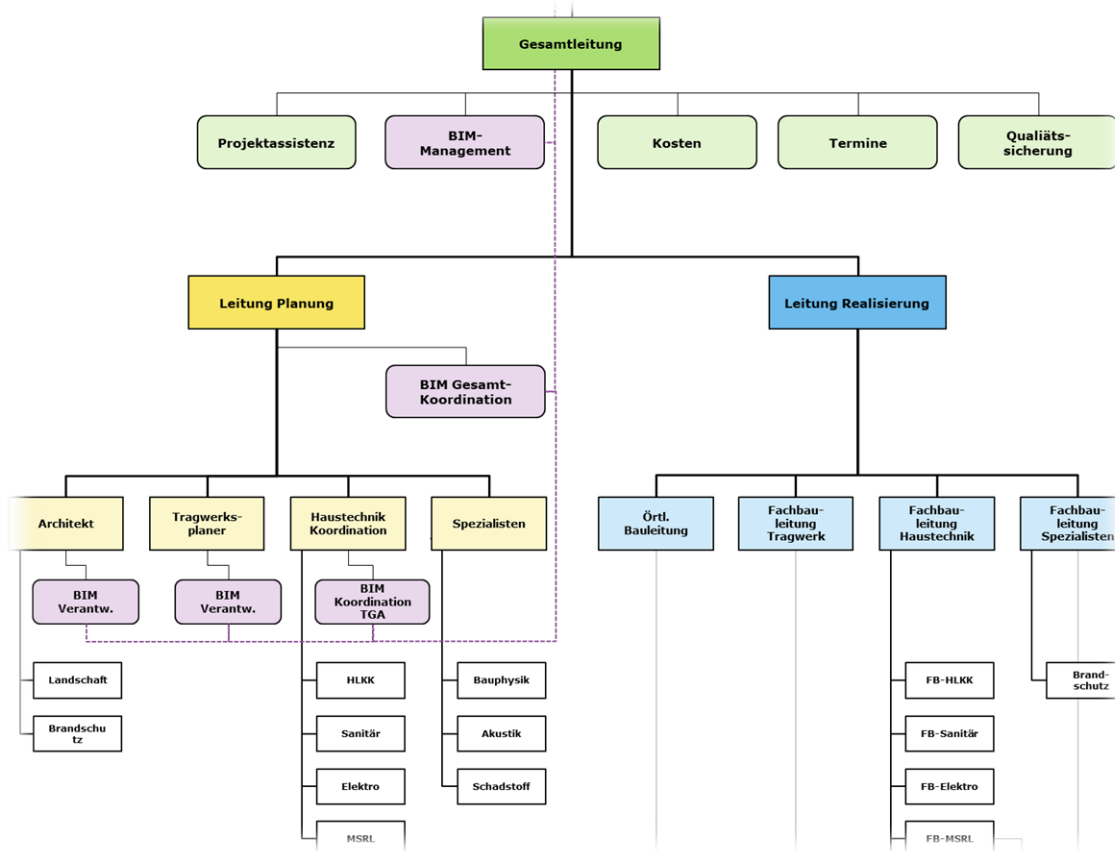 Gesamtleitung
Projektassistenz
BIM-
Management
Kosten
Termine
Qualiäts-
sicherung
Leitung Planung
Leitung Realisierung
BIM Gesamt-
Koordination
Architekt
Tragwerks-
planer
Haustechnik
Koordination
Spezialisten
Örtl.
Bauleitung
Fachbau-
leitung
Tragwerk
Fachbau-
leitung
Haustechnik
Fachbau-
leitung
Spezialisten
BIM
Verantw.
BIM
Verantw.
BIM
Koordination
TGA
Landschaft
HLKK
Bauphysik
FB-HLKK
Brand-
schutz
Brandschu
tz
Sanitär
Akustik
FB-Sanitär
Elektro
Schadstoff
FB-Elektro
MSRL
FB-MSRL